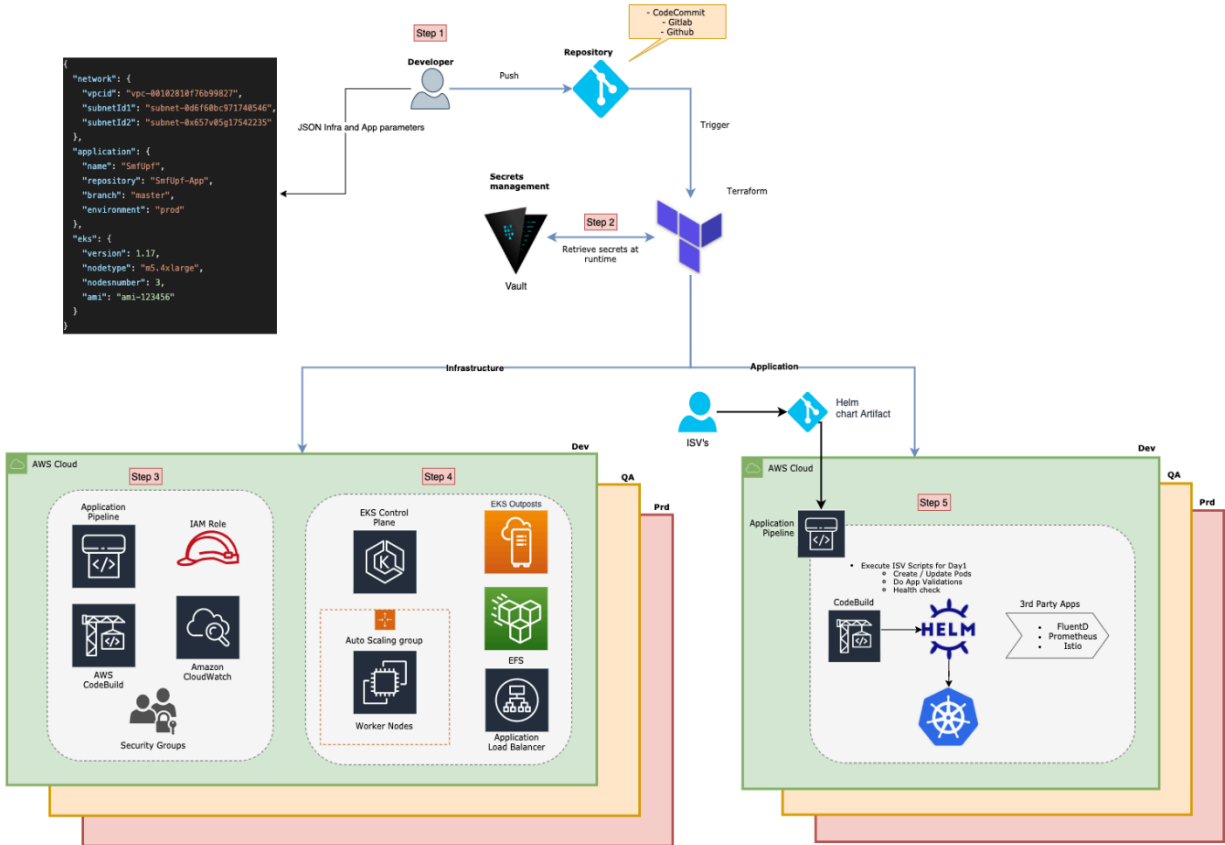 - CodeCommit
- Gitlab
- Github
Step 1
Repository
Developer
Push
{
"network": {
"vpcid": "vpc-00102810f76b99827",
"subnetId1": "subnet-0d6f60bc971740546",
"subnetId2": "subnet-0x657v05g17542235"
},
"application": {
"name": "SmfUpf",
"repository": "SmfUpf-App",
"branch": "master",
"environment": "prod"
},
"eks": {
"version": 1.17,
"nodetype": "m5.4xlarge",
"nodesnumber": 3,
"ami": "ami-123456"
}
}
JSON Infra and App parameters
Trigger
Secrets
management
Terraform
Step 2
Retrieve secrets at
runtime
Vault
Infrastructure
Application
ISV's
Helm
chart Artifact
Dev
QA
Prd
AWS Cloud
Step 3
Application
Pipeline
IAM Role
AWS
CodeBuild
Amazon
CloudWatch
Security Groups
Step 4
EKS Control
Plane
EKS Outposts
Auto Scaling group
Worker Nodes
EFS
Application
Load Balancer
Dev
QA
Prd
AWS Cloud
Step 5
Application
Pipeline
• Execute ISV Scripts for Day1
○ Create / Update Pods
○ Do App Validations
○ Health check
CodeBuild
HELM
3rd Party Apps
• FluentD
• Prometheus
• Istio